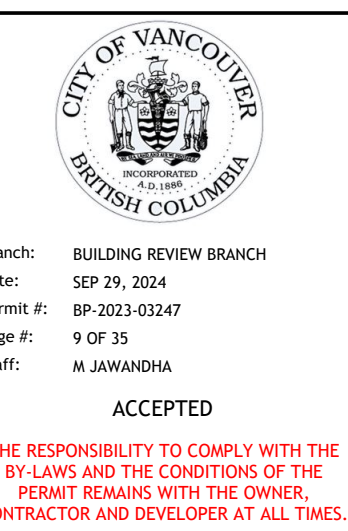 CITY OF VANCOUVER
INCORPORATED
A.D.1886
BRITISH COLUMBIA
anch: BUILDING REVIEW BRANCH
te: SEP 29, 2024
rmit #: BP-2023-03247
ge #: 9 OF 35
aff: M JAWANDHA
ACCEPTED
HE RESPONSIBILITY TO COMPLY WITH THE
BY-LAWS AND THE CONDITIONS OF THE
PERMIT REMAINS WITH THE OWNER,
ONTRACTOR AND DEVELOPER AT ALL TIMES.